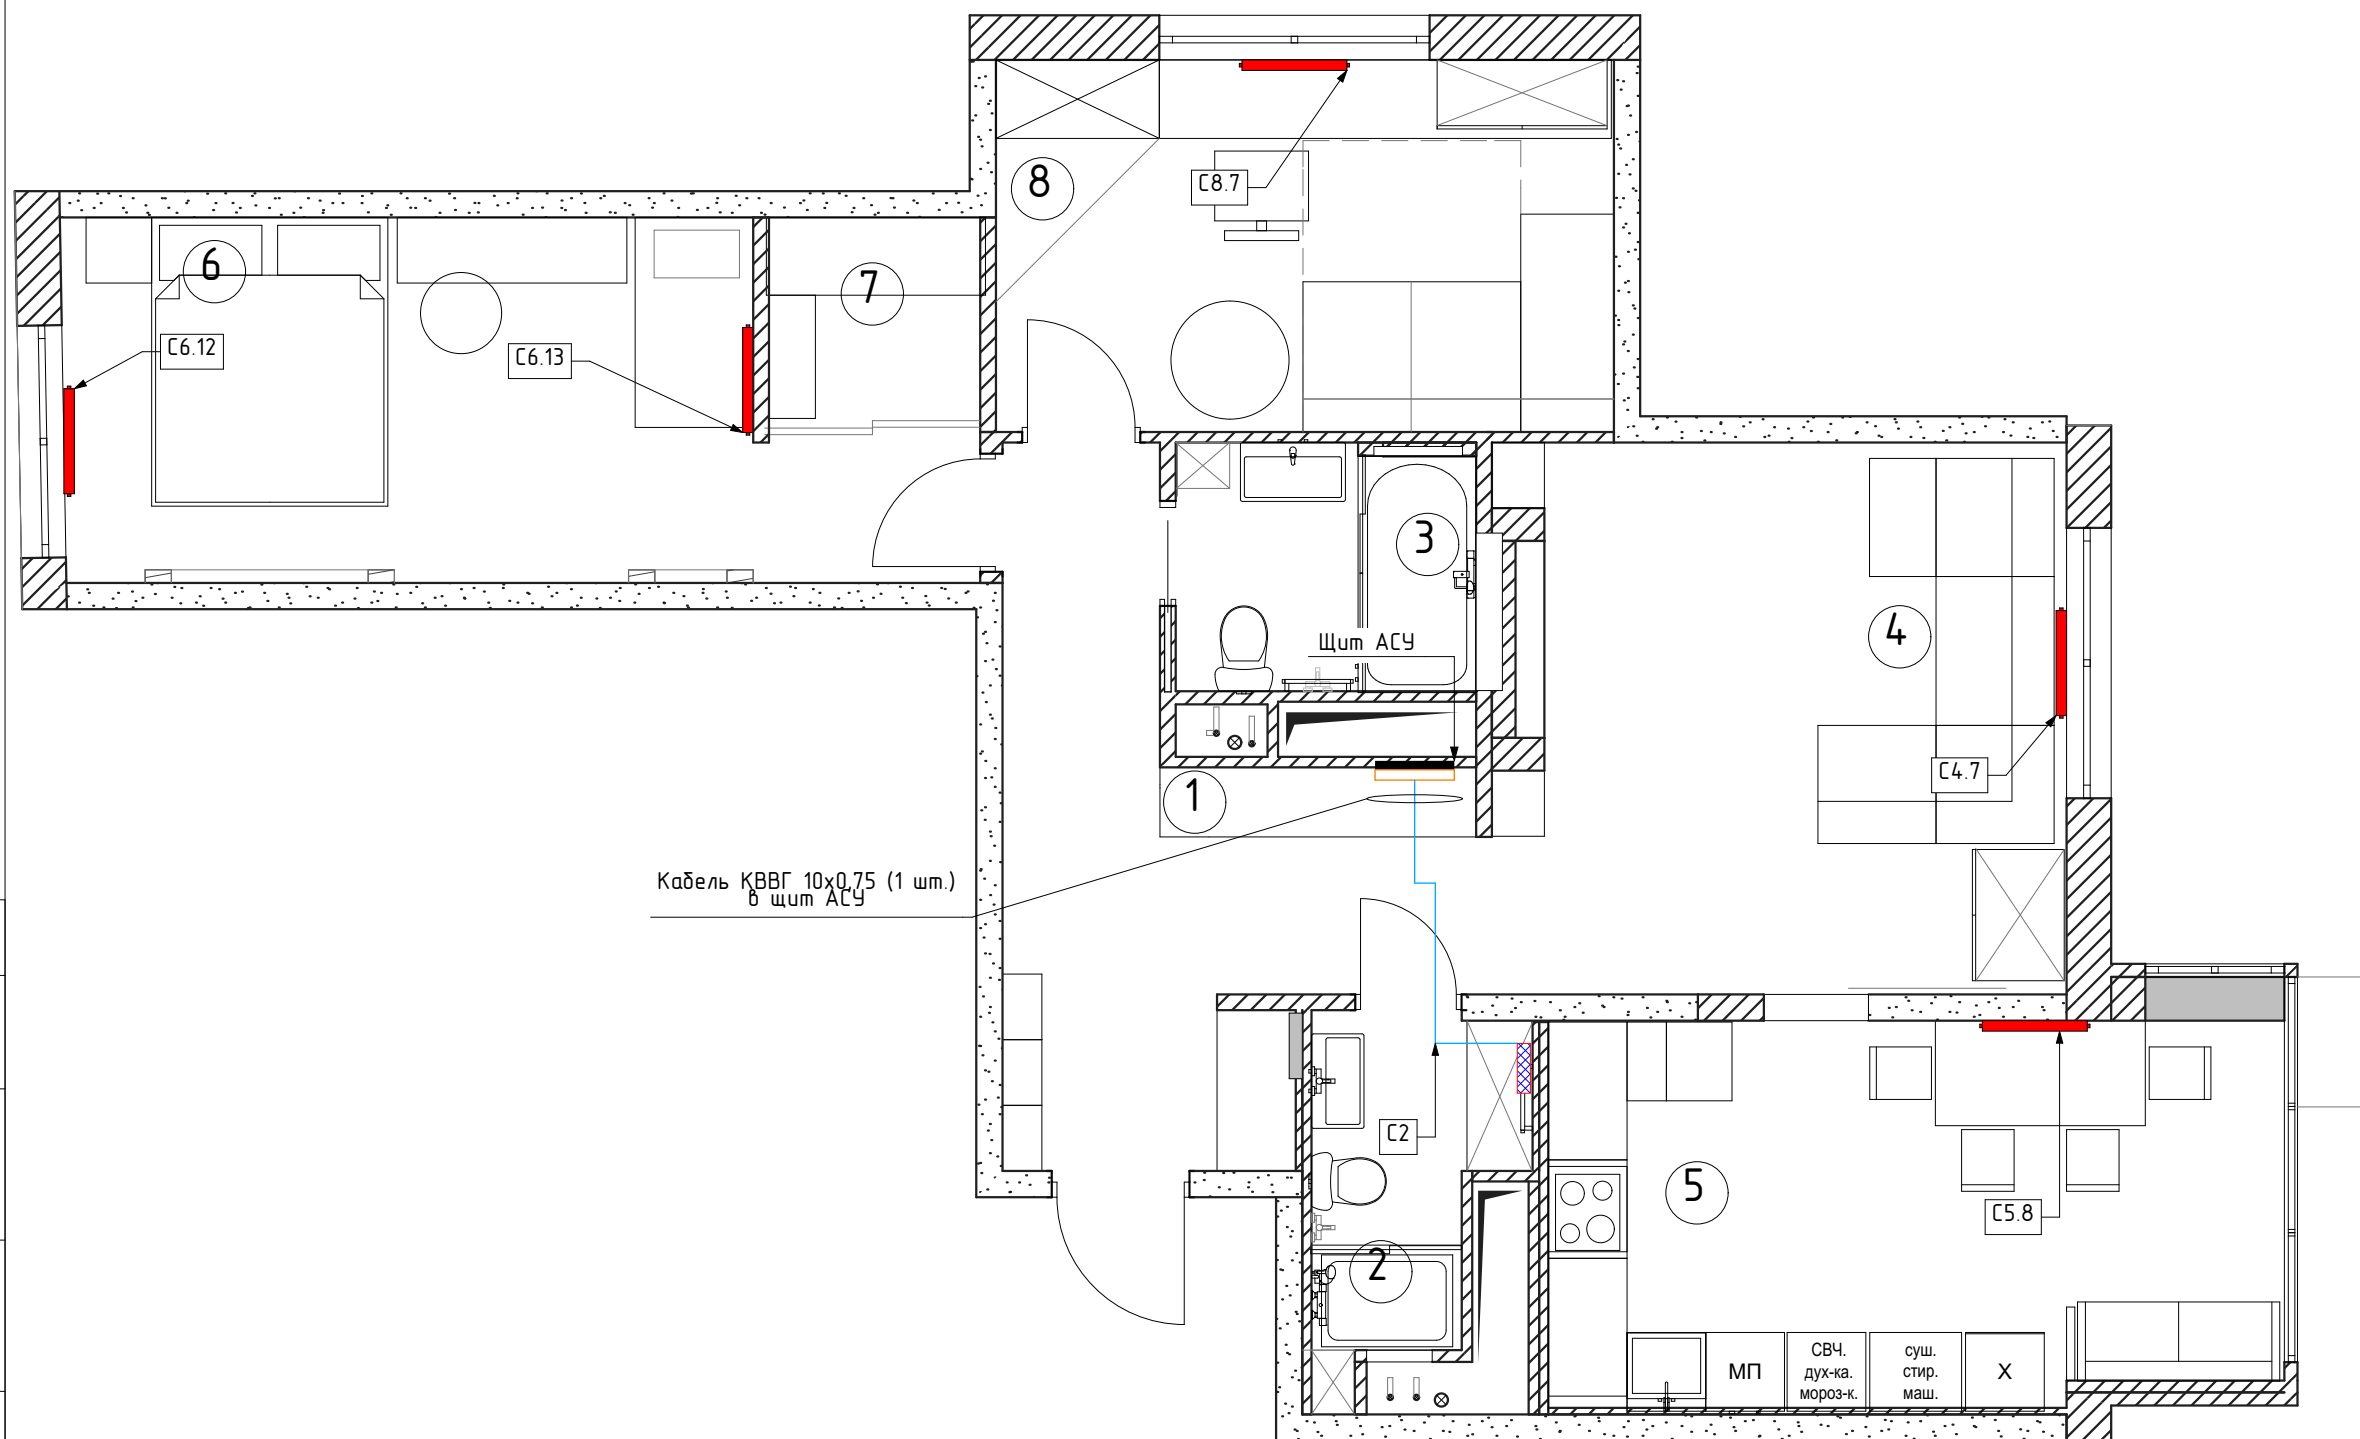 8
С8.7
6
7
С6.12
С6.13
3
4
Щит АСУ
С4.7
1
Кабель КВВГ 10х0,75 (1 шт.)
в щит АСУ
С2
5
С5.8
2
МП
СВЧ.
дух-ка.
мороз-к.
суш.
стир.
маш.
Х